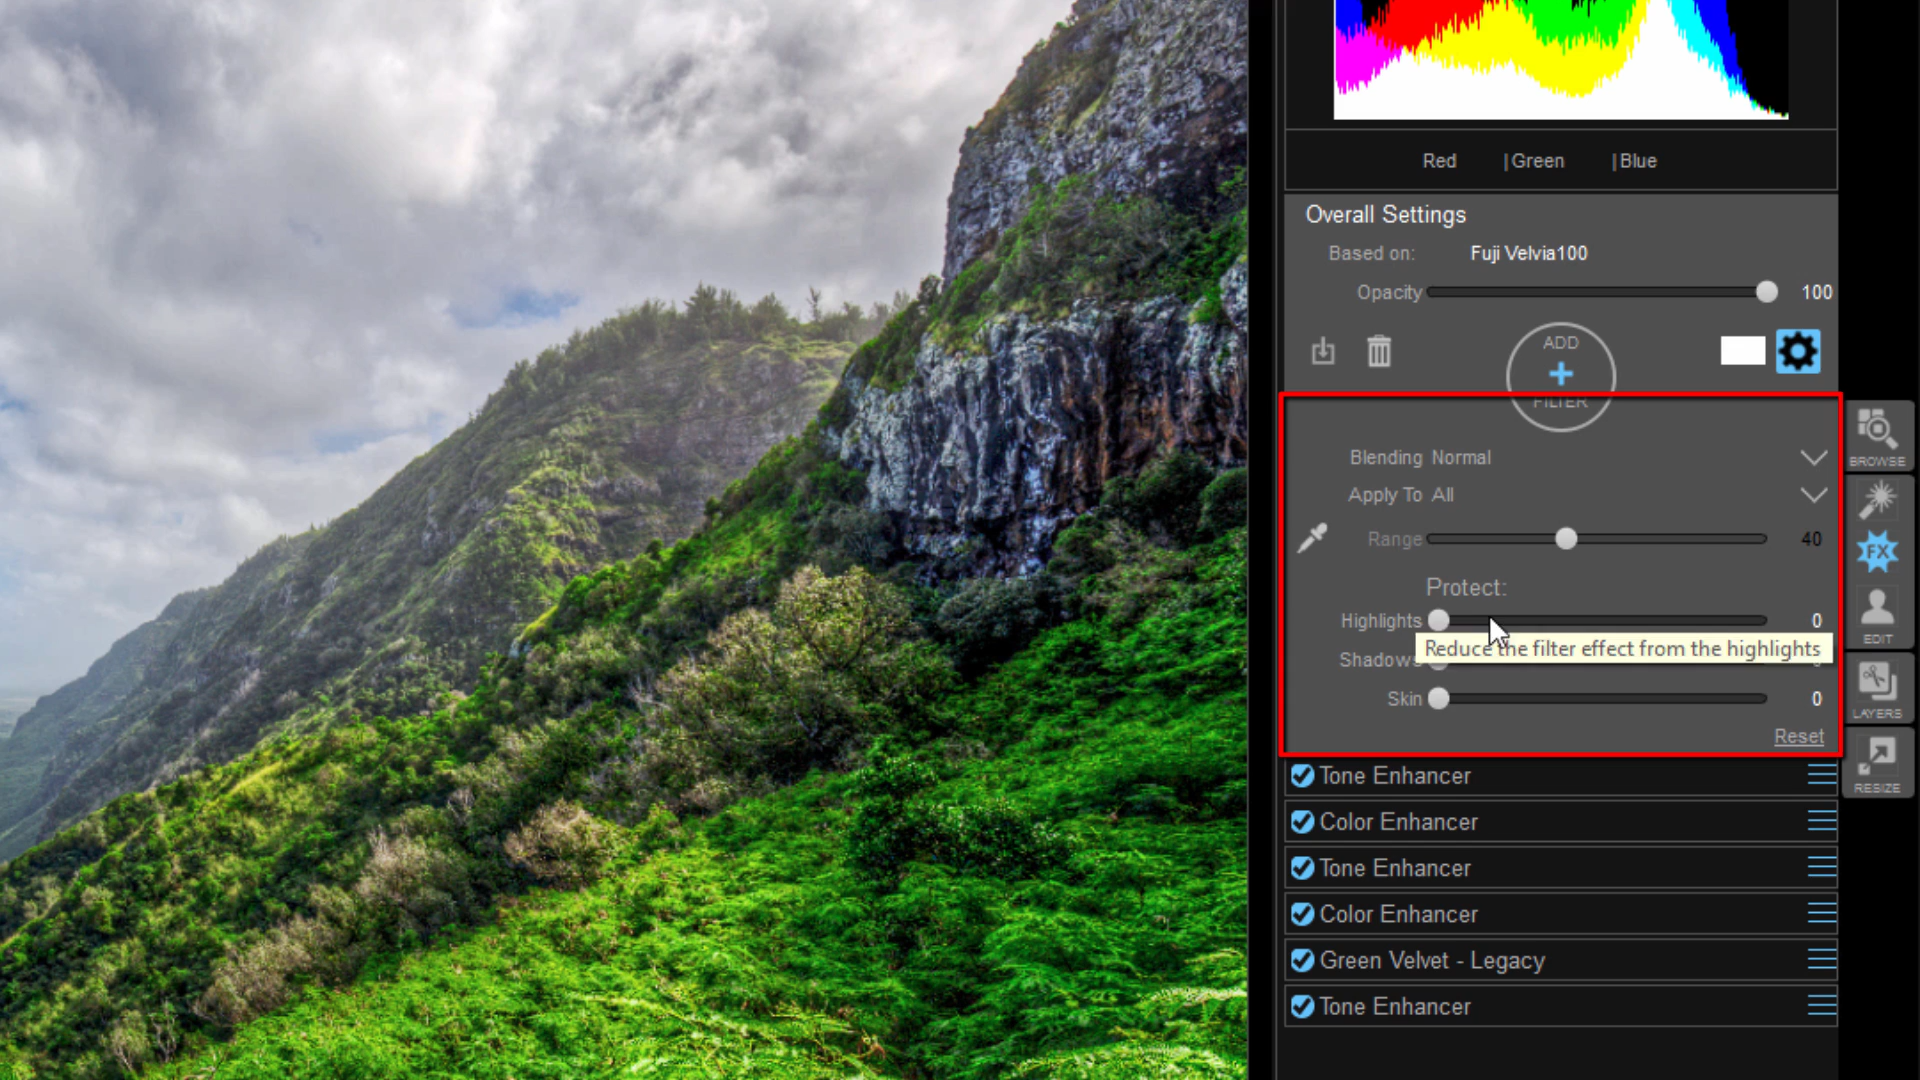 Red | Green | Blue
Overall Settings
Based on: Fuji Velvia100
Opacity 100
ADD
FILTER
Blending Normal
Apply To All
Range 40
Protect:
Highlights 0
Reduce the filter effect from the highlights
Shadows
Skin 0
Reset
Tone Enhancer
Color Enhancer
Tone Enhancer
Color Enhancer
Green Velvet - Legacy
Tone Enhancer
BROWSE
FX
EDIT
LAYERS
RESIZE